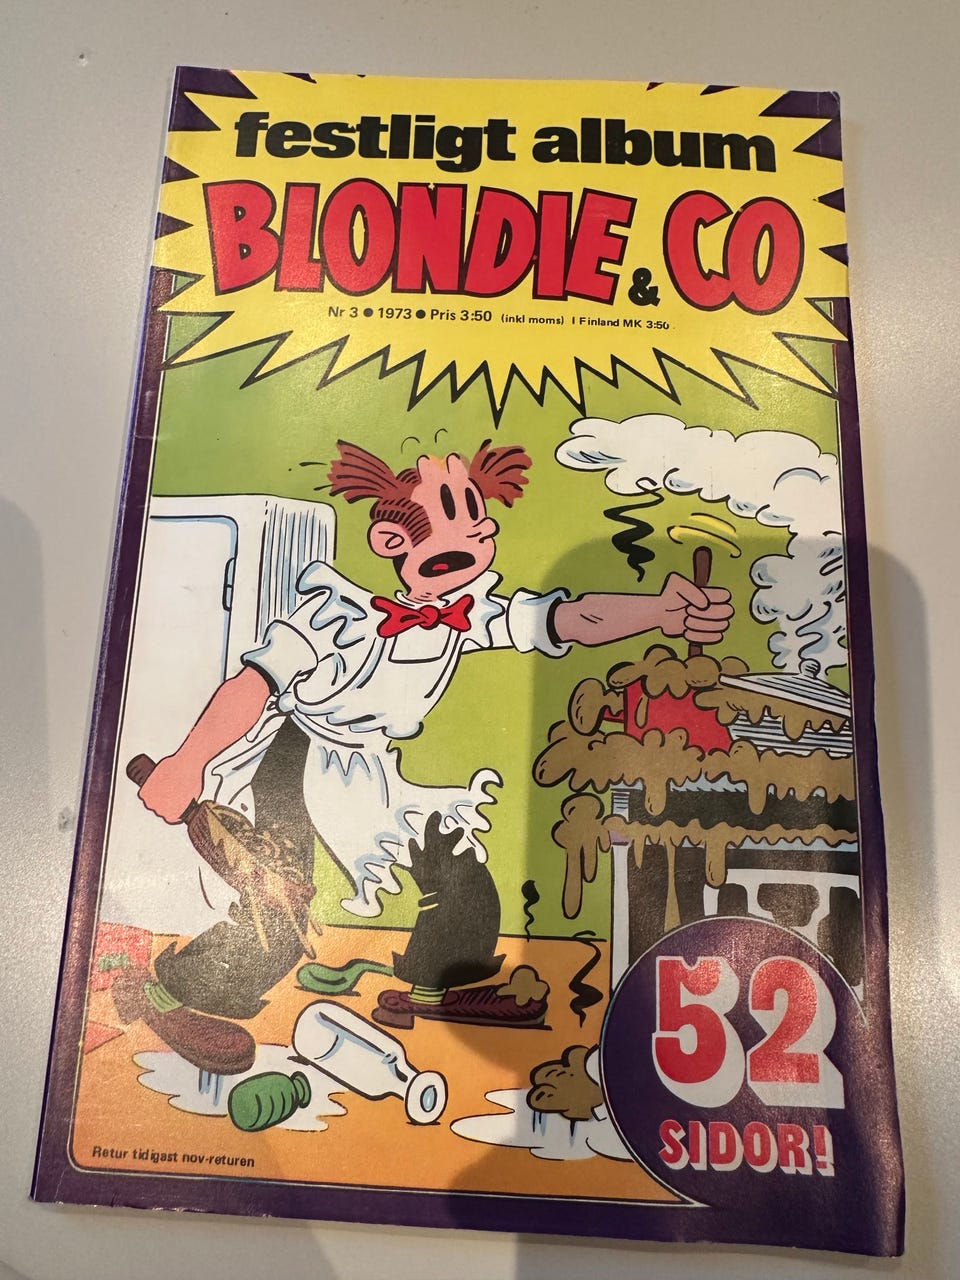 festligt album
BLONDIE & CO
Nr 3 ● 1973 ● Pris 3:50 (inkl moms) I Finland MK 3:50
52
SIDOR!
Retur tidigast nov-returen